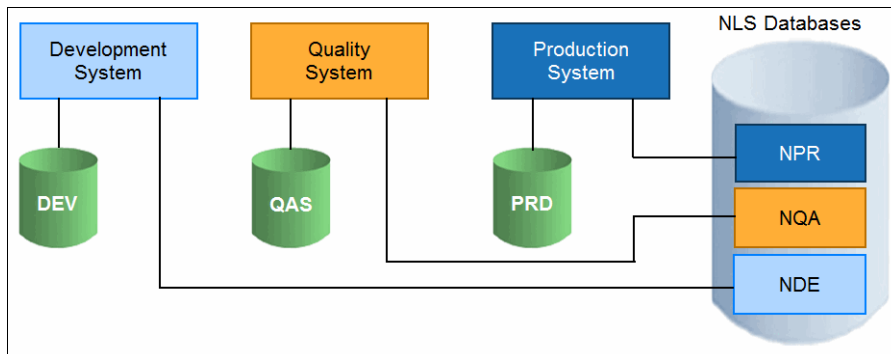 NLS Databases
Development
System
Quality
System
Production
System
NPR
DEV
QAS
PRD
NQA
NDE